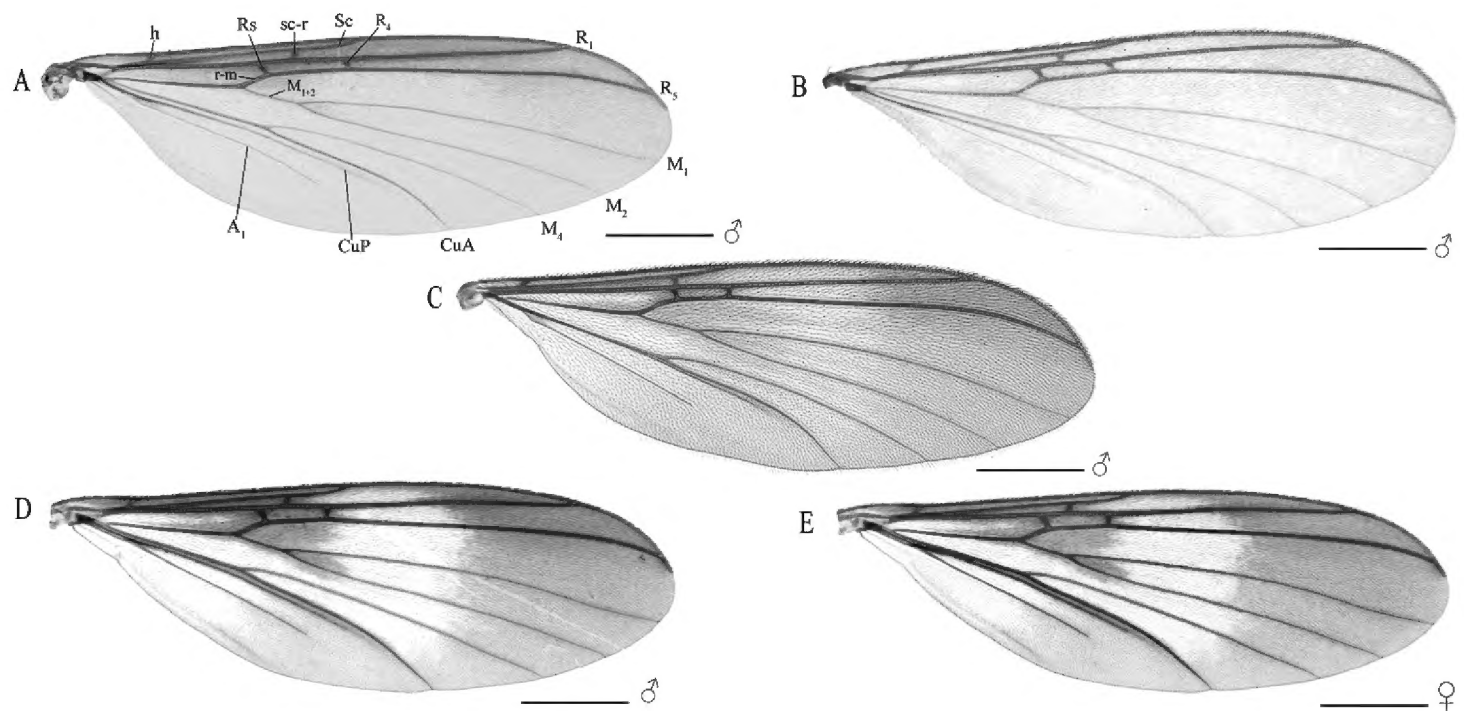 A
h
Rs
sc-r
Sc
R₄
R₁
r-m
M₁₊₂
R₅
M₁
M₂
M₄
CuA
CuP
A₁
♂
B
♂
C
♂
D
♂
E
♀